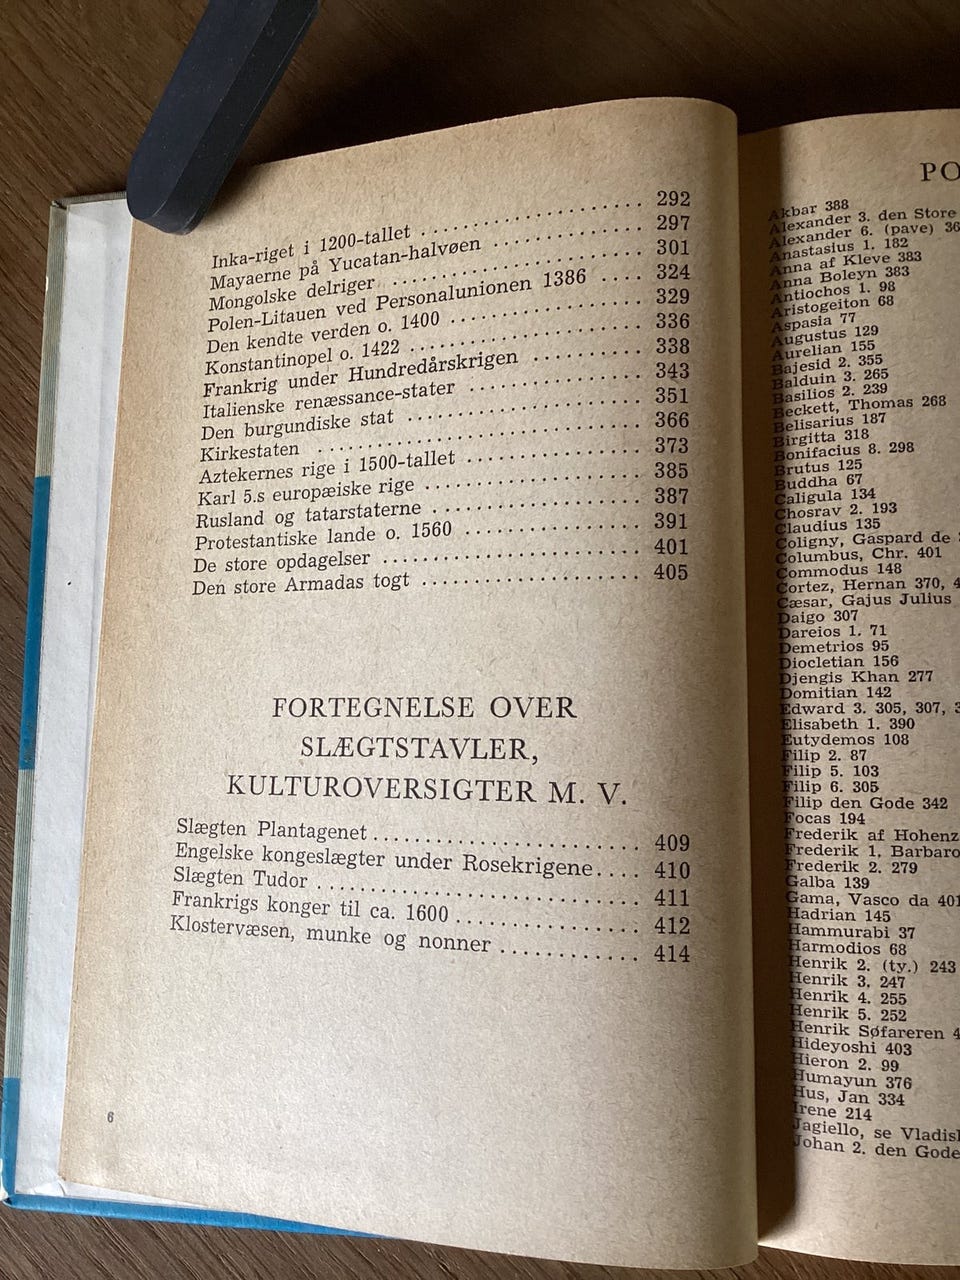 Inka-riget i 1200-tallet ........................ 292
Mayaerne på Yucatan-halvøen ................ 297
Mongolske delriger ........................ 301
Polen-Litauen ved Personalunionen 1386 .... 324
Den kendte verden o. 1400 .................. 329
Konstantinopel o. 1422 ...................... 336
Frankrig under Hundredårskrigen .......... 338
Italienske renæssance-stater ................ 343
Den burgundiske stat ...................... 351
Kirkestaten ................................ 366
Aztekernes rige i 1500-tallet ................ 373
Karl 5.s europæiske rige .................... 385
Rusland og tatarstaterne .................... 387
Protestantiske lande o. 1560 ................ 391
De store opdagelser ........................ 401
Den store Armadas togt .................... 405
FORTEGNELSE OVER
SLÆGTSTAVLER,
KULTUROVERSIGTER M. V.
Slægten Plantagenet ........................ 409
Engelske kongeslægter under Rosekrigene.... 410
Slægten Tudor .............................. 411
Frankrigs konger til ca. 1600 ................ 412
Klostervæsen, munke og nonner ............ 414
6
PO
Akbar 388
Alexander 3. den Store
Alexander 6. (pave) 36
Anastasius 1. 182
Anna af Kleve 383
Anna Boleyn 383
Antiochos 1. 98
Aristogeiton 68
Aspasia 77
Augustus 129
Aurelian 155
Bajesid 2. 355
Balduin 3. 265
Basilios 2. 239
Beckett, Thomas 268
Belisarius 187
Birgitta 318
Bonifacius 8. 298
Brutus 125
Buddha 67
Caligula 134
Chosrav 2. 193
Claudius 135
Coligny, Gaspard de
Columbus, Chr. 401
Commodus 148
Cortez, Hernan 370, 4
Cæsar, Gajus Julius
Daigo 307
Dareios 1. 71
Demetrios 95
Diocletian 156
Djengis Khan 277
Domitian 142
Edward 3. 305, 307, 3
Elisabeth 1. 390
Eutydemos 108
Filip 2. 87
Filip 5. 103
Filip 6. 305
Filip den Gode 342
Focas 194
Frederik af Hohenz
Frederik 1, Barbaro
Frederik 2. 279
Galba 139
Gama, Vasco da 401
Hadrian 145
Hammurabi 37
Harmodios 68
Henrik 2. (ty.) 243
Henrik 3. 247
Henrik 4. 255
Henrik 5. 252
Henrik Søfareren 4
Hideyoshi 403
Hieron 2. 99
Humayun 376
Hus, Jan 334
Irene 214
Jagiello, se Vladisl
Johan 2. den Gode